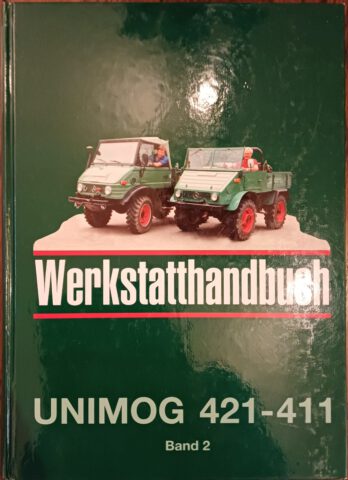 Werkstatthandbuch
UNIMOG 421-411
Band 2